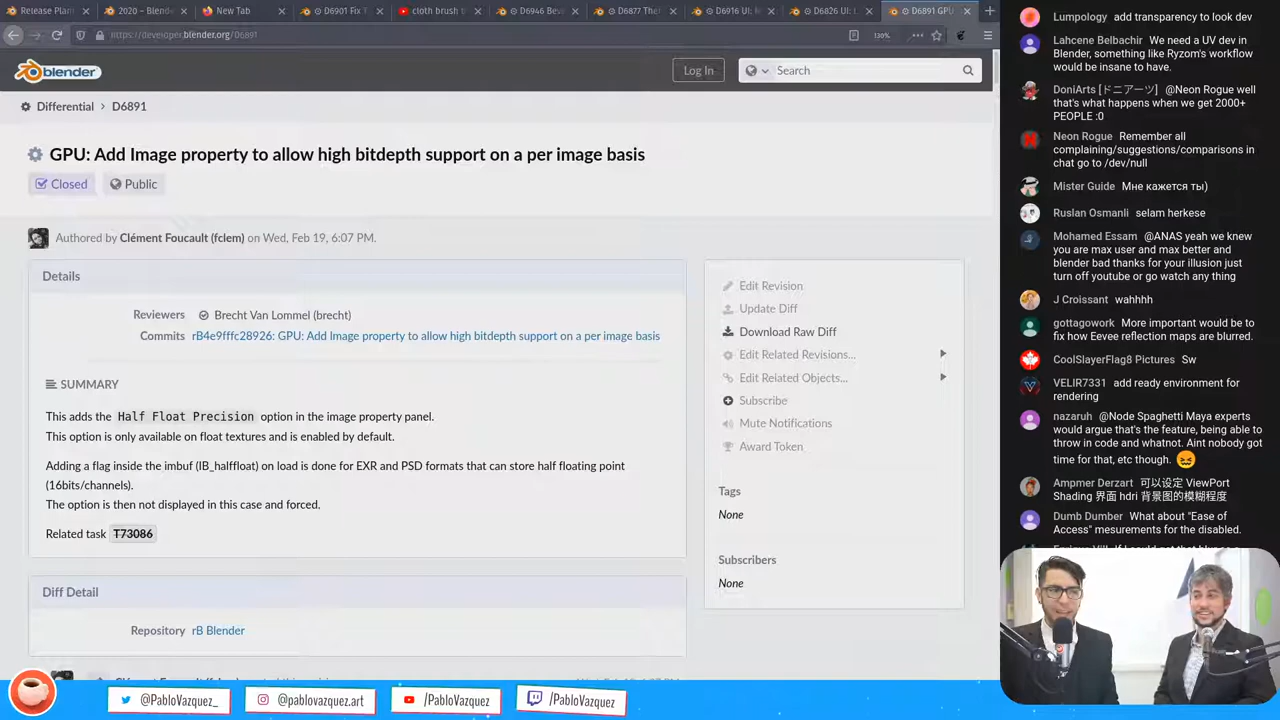 Release Plan
2020 – Blende
New Tab
D6901 Fix T
cloth brush t
D6946 Bev
D6877 The
D6916 UI: M
D6826 UI: L
D6891 GPU
https://developer.blender.org/D6891
130%
blender
Log In
Search
Differential
D6891
GPU: Add Image property to allow high bitdepth support on a per image basis
Closed
Public
Authored by Clément Foucault (fclem) on Wed, Feb 19, 6:07 PM.
Details
Reviewers Brecht Van Lommel (brecht)
Commits rB4e9fffc28926: GPU: Add Image property to allow high bitdepth support on a per image basis
SUMMARY
This adds the Half Float Precision option in the image property panel.
This option is only available on float textures and is enabled by default.
Adding a flag inside the imbuf (IB_halffloat) on load is done for EXR and PSD formats that can store half floating point
(16bits/channels).
The option is then not displayed in this case and forced.
Related task T73086
Diff Detail
Repository rB Blender
Edit Revision
Update Diff
Download Raw Diff
Edit Related Revisions...
Edit Related Objects...
Subscribe
Mute Notifications
Award Token
Tags
None
Subscribers
None
Lumpology add transparency to look dev
Lahcene Belbachir We need a UV dev in
Blender, something like Ryzom's workflow
would be insane to have.
DoniArts [ドニアーツ] @Neon Rogue well
that's what happens when we get 2000+
PEOPLE :0
Neon Rogue Remember all
complaining/suggestions/comparisons in
chat go to /dev/null
Mister Guide Мне кажется ты)
Ruslan Osmanli selam herkese
Mohamed Essam @ANAS yeah we knew
you are max user and max better and
blender bad thanks for your illusion just
turn off youtube or go watch any thing
J Croissant wahhhh
gottagowork More important would be to
fix how Eevee reflection maps are blurred.
CoolSlayerFlag8 Pictures Sw
VELIR7331 add ready environment for
rendering
nazaruh @Node Spaghetti Maya experts
would argue that's the feature, being able to
throw in code and whatnot. Aint nobody got
time for that, etc though. 😖
Ampmer Derzart 可以设定 ViewPort
Shading 界面 hdri 背景图的模糊程度
Dumb Dumber What about "Ease of
Access" mesurements for the disabled.
@PabloVazquez_
@pablovazquez.art
/PabloVazquez
/PabloVazquez